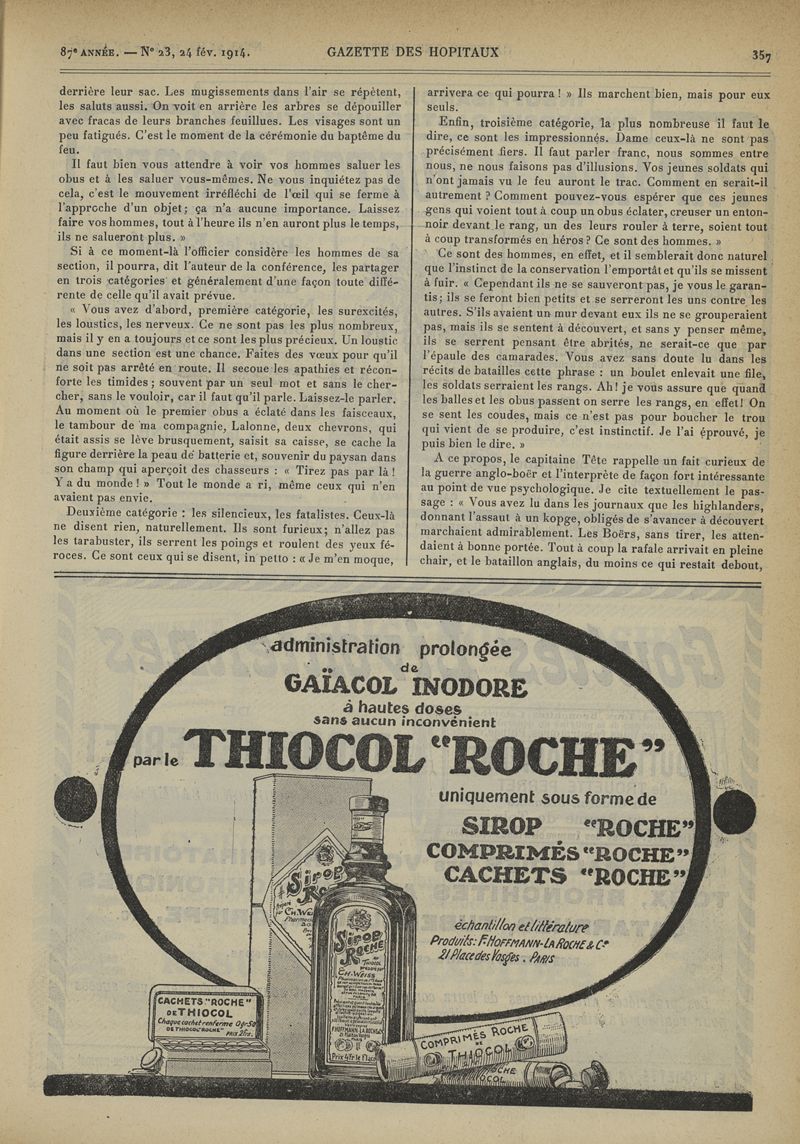 87e ANNÉE. — N° 23, 24 fév. 1914.
GAZETTE DES HOPITAUX
357
derrière leur sac. Les mugissements dans l'air se répètent,
les saluts aussi. On voit en arrière les arbres se dépouiller
avec fracas de leurs branches feuillues. Les visages sont un
peu fatigués. C'est le moment de la cérémonie du baptême du
feu.
Il faut bien vous attendre à voir vos hommes saluer les
obus et à les saluer vous-mêmes. Ne vous inquiétez pas de
cela, c'est le mouvement irréfléchi de l'œil qui se ferme à
l'approche d'un objet; ça n'a aucune importance. Laissez
faire vos hommes, tout à l'heure ils n'en auront plus le temps,
ils ne salueront plus. »
Si à ce moment-là l'officier considère les hommes de sa
section, il pourra, dit l'auteur de la conférence, les partager
en trois catégories et généralement d'une façon toute diffé-
rente de celle qu'il avait prévue.
« Vous avez d'abord, première catégorie, les surexcités,
les loustics, les nerveux. Ce ne sont pas les plus nombreux,
mais il y en a toujours et ce sont les plus précieux. Un loustic
dans une section est une chance. Faites des vœux pour qu'il
ne soit pas arrêté en route. Il secoue les apathies et récon-
forte les timides; souvent par un seul mot et sans le cher-
cher, sans le vouloir, car il faut qu'il parle. Laissez-le parler.
Au moment où le premier obus a éclaté dans les faisceaux,
le tambour de ma compagnie, Lalonne, deux chevrons, qui
était assis se lève brusquement, saisit sa caisse, se cache la
figure derrière la peau de batterie et, souvenir du paysan dans
son champ qui aperçoit des chasseurs : « Tirez pas par là !
Y a du monde ! » Tout le monde a ri, même ceux qui n'en
avaient pas envie.
Deuxième catégorie : les silencieux, les fatalistes. Ceux-là
ne disent rien, naturellement. Ils sont furieux; n'allez pas
les tarabuster, ils serrent les poings et roulent des yeux fé-
roces. Ce sont ceux qui se disent, in petto : « Je m'en moque,
arrivera ce qui pourra ! » Ils marchent bien, mais pour eux
seuls.
Enfin, troisième catégorie, la plus nombreuse il faut le
dire, ce sont les impressionnés. Dame ceux-là ne sont pas
précisément fiers. Il faut parler franc, nous sommes entre
nous, ne nous faisons pas d'illusions. Vos jeunes soldats qui
n'ont jamais vu le feu auront le trac. Comment en serait-il
autrement ? Comment pouvez-vous espérer que ces jeunes
gens qui voient tout à coup un obus éclater, creuser un enton-
noir devant le rang, un des leurs rouler à terre, soient tout
à coup transformés en héros ? Ce sont des hommes. »
Ce sont des hommes, en effet, et il semblerait donc naturel
que l'instinct de la conservation l'emportât et qu'ils se missent
à fuir. « Cependant ils ne se sauveront pas, je vous le garan-
tis; ils se feront bien petits et se serreront les uns contre les
autres. S'ils avaient un mur devant eux ils ne se grouperaient
pas, mais ils se sentent à découvert, et sans y penser même,
ils se serrent pensant être abrités, ne serait-ce que par
l'épaule des camarades. Vous avez sans doute lu dans les
récits de batailles cette phrase : un boulet enlevait une file,
les soldats serraient les rangs. Ah! je vous assure que quand
les balles et les obus passent on serre les rangs, en effet! On
se sent les coudes, mais ce n'est pas pour boucher le trou
qui vient de se produire, c'est instinctif. Je l'ai éprouvé, je
puis bien le dire. »
A ce propos, le capitaine Tête rappelle un fait curieux de
la guerre anglo-boër et l'interprète de façon fort intéressante
au point de vue psychologique. Je cite textuellement le pas-
sage : « Vous avez lu dans les journaux que les highlanders,
donnant l'assaut à un kopge, obligés de s'avancer à découvert
marchaient admirablement. Les Boërs, sans tirer, les atten-
daient à bonne portée. Tout à coup la rafale arrivait en pleine
chair, et le bataillon anglais, du moins ce qui restait debout,
administration prolongée
de
GAÏACOL INODORE
à hautes doses
sans aucun inconvénient
par le THIOCOL "ROCHE"
uniquement sous forme de
SIROP "ROCHE"
COMPRIMÉS "ROCHE"
CACHETS "ROCHE"
échantillon et littérature
Produits: F. HOFFMANN-LA ROCHE & Cie
21 Place des Vosges. PARIS
Sirop
Sirop
ROCHE
au
THIOCOL
CH. WEISS
F. HOFFMANN-LA ROCHE & Co
Prix 4Fr le Flacon
CACHETS "ROCHE"
DE THIOCOL
Chaque cachet renferme 0gr.50
DE THIOCOL "ROCHE" PRIX 2frs.
COMPRIMÉS ROCHE
DE
THIOCOL